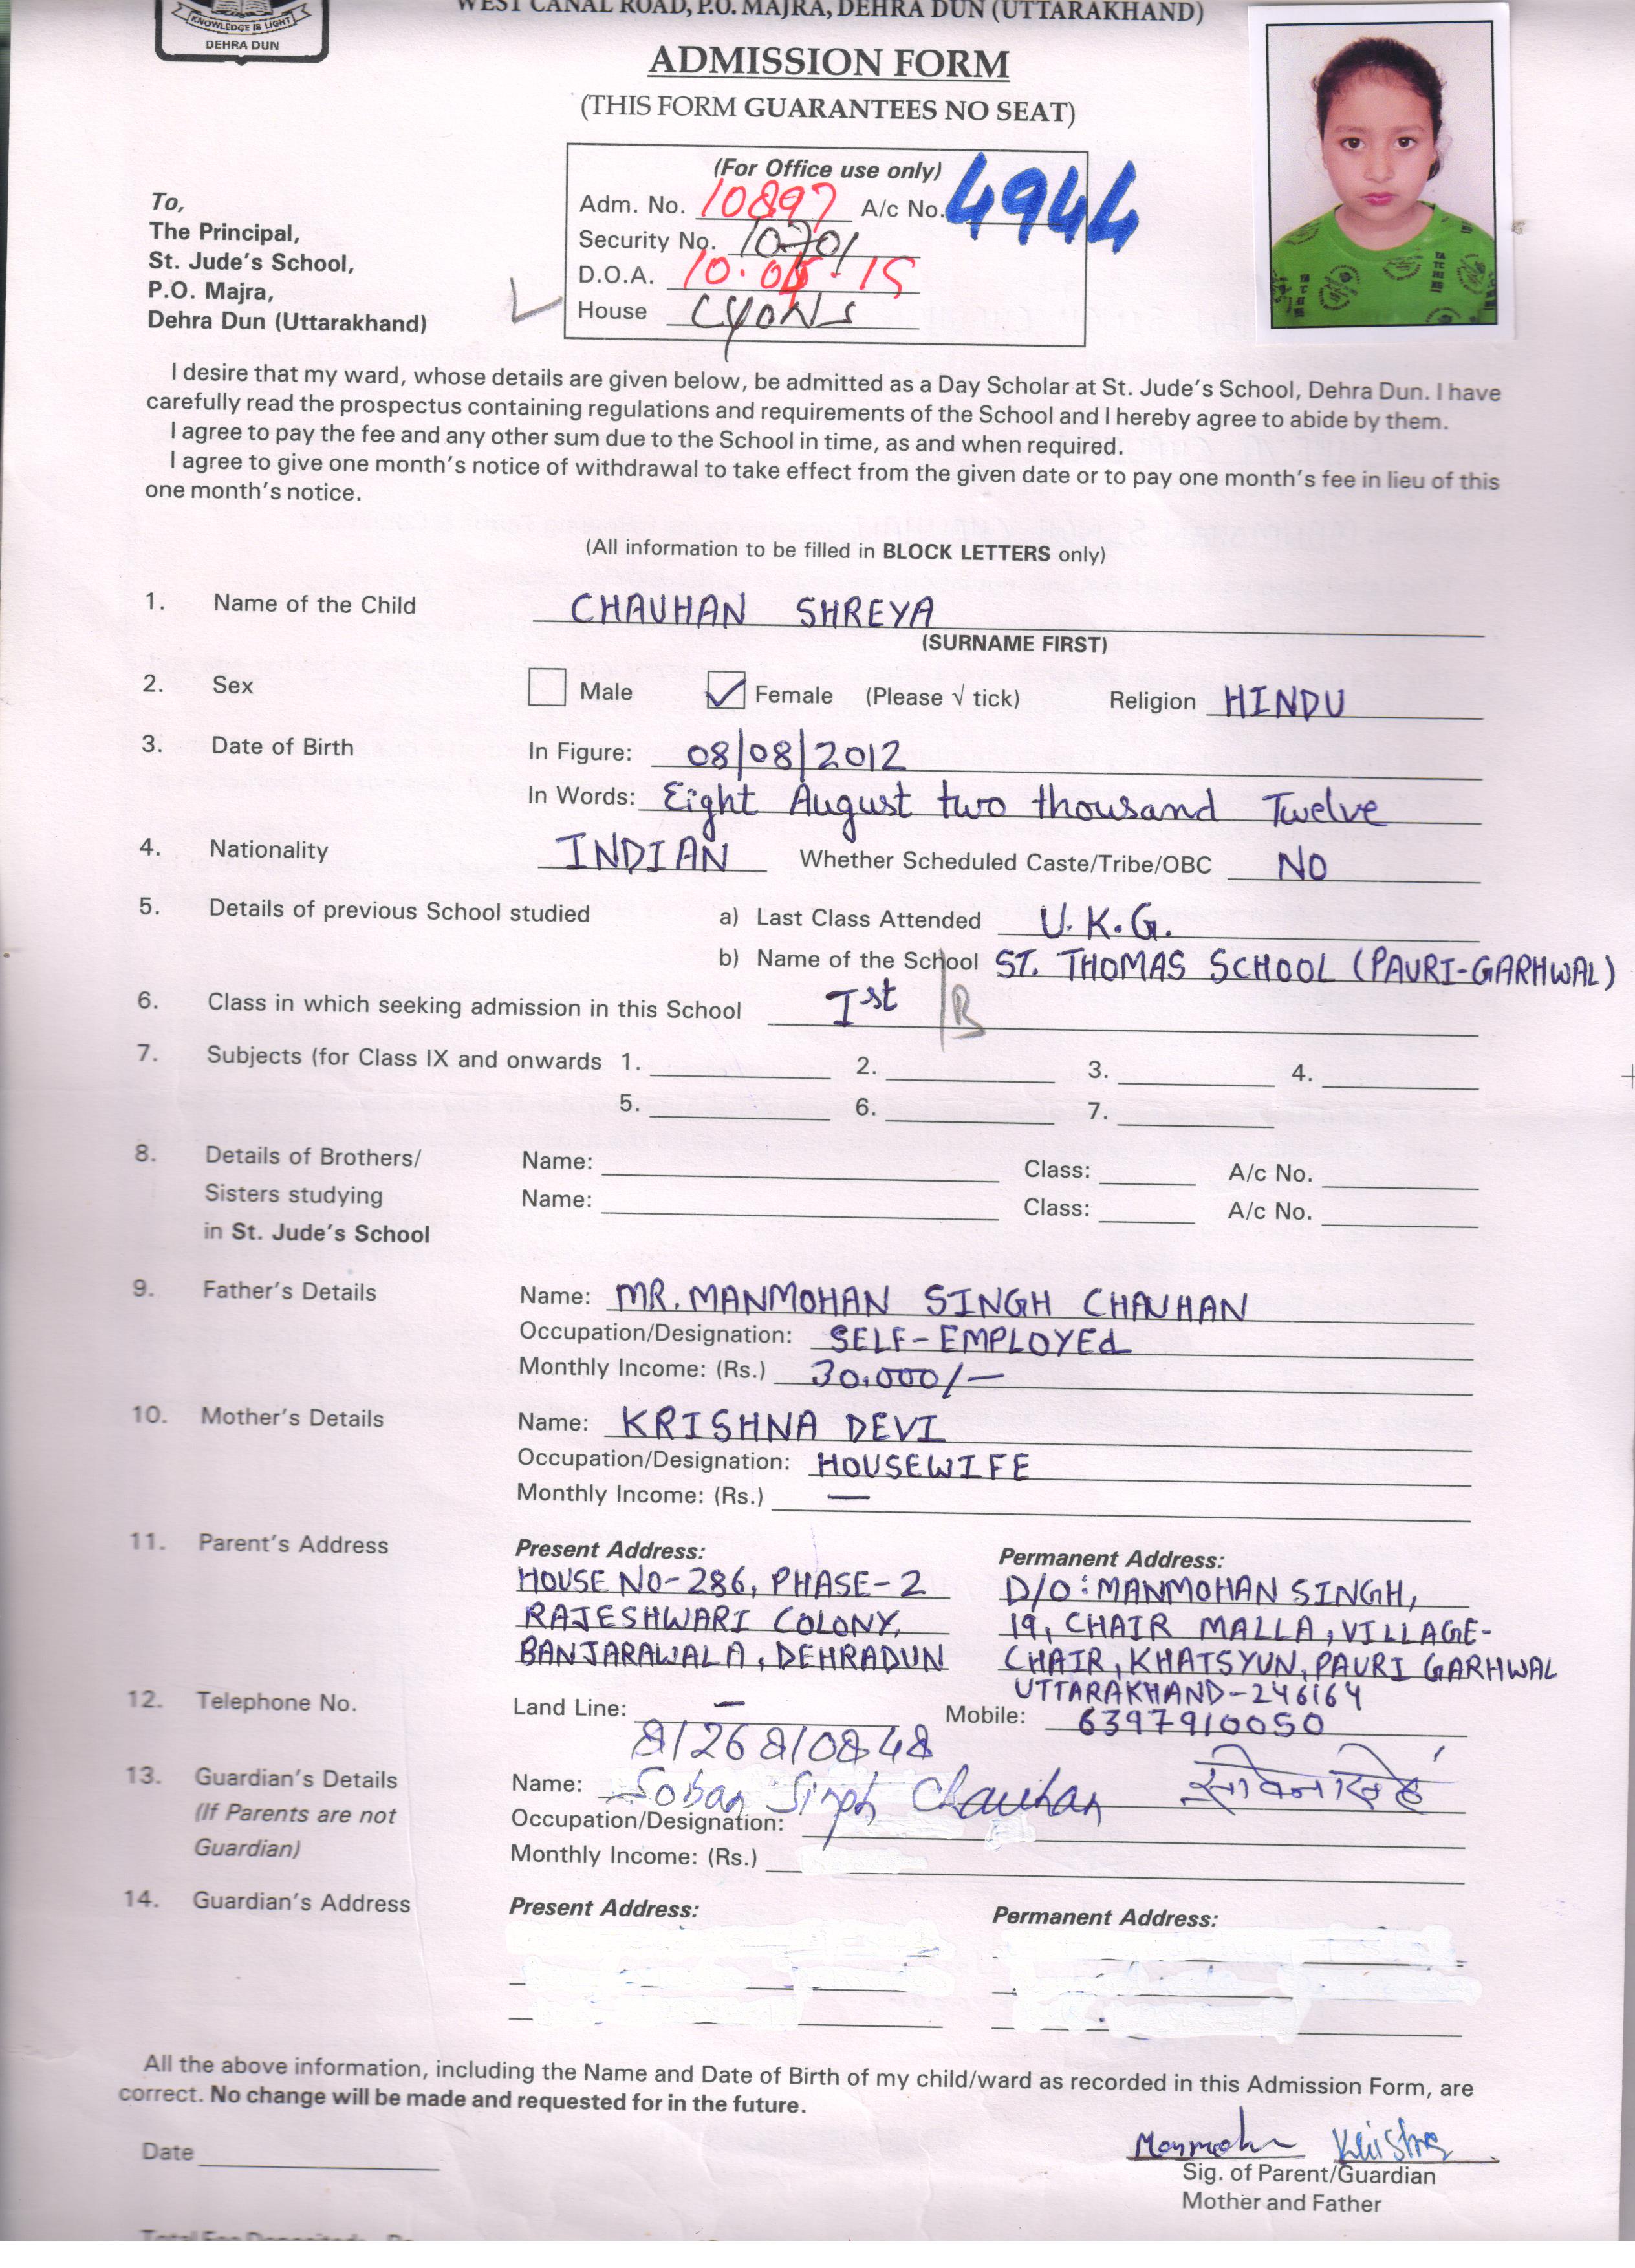 WEST CANAL ROAD, P.O. MAJRA, DEHRA DUN (UTTARAKHAND)
KNOWLEDGE IS LIGHT
DEHRA DUN
ADMISSION FORM
(THIS FORM GUARANTEES NO SEAT)
(For Office use only)
Adm. No. 10897 A/c No. 4944
Security No. 10701
D.O.A. 10.04.19
House Lyons
To,
The Principal,
St. Jude's School,
P.O. Majra,
Dehra Dun (Uttarakhand)
I desire that my ward, whose details are given below, be admitted as a Day Scholar at St. Jude's School, Dehra Dun. I have
carefully read the prospectus containing regulations and requirements of the School and I hereby agree to abide by them.
I agree to pay the fee and any other sum due to the School in time, as and when required.
I agree to give one month's notice of withdrawal to take effect from the given date or to pay one month's fee in lieu of this
one month's notice.
(All information to be filled in BLOCK LETTERS only)
1. Name of the Child CHAUHAN SHREYA
(SURNAME FIRST)
2. Sex Male ✓ Female (Please √ tick) Religion HINDU
3. Date of Birth In Figure: 08/08/2012
In Words: Eight August two thousand Twelve
4. Nationality INDIAN Whether Scheduled Caste/Tribe/OBC NO
5. Details of previous School studied a) Last Class Attended U.K.G.
b) Name of the School ST. THOMAS SCHOOL (PAURI-GARHWAL)
6. Class in which seeking admission in this School Ist /B
7. Subjects (for Class IX and onwards 1. 2. 3. 4.
5. 6. 7.
8. Details of Brothers/ Name: Class: A/c No.
Sisters studying Name: Class: A/c No.
in St. Jude's School
9. Father's Details Name: MR. MANMOHAN SINGH CHAUHAN
Occupation/Designation: SELF-EMPLOYEd
Monthly Income: (Rs.) 30,000/-
10. Mother's Details Name: KRISHNA DEVI
Occupation/Designation: HOUSEWIFE
Monthly Income: (Rs.) —
11. Parent's Address Present Address: Permanent Address:
HOUSE NO-286, PHASE-2 D/O: MANMOHAN SINGH,
RAJESHWARI COLONY, 19, CHAIR MALLA, VILLAGE-
BANJARAWALA, DEHRADUN CHAIR, KHATSYUN, PAURI GARHWAL
UTTARAKHAND-246164
12. Telephone No. Land Line: — Mobile: 6397910050
8126810848
13. Guardian's Details Name: Soban Singh Chauhan
(If Parents are not Occupation/Designation:
Guardian) Monthly Income: (Rs.)
14. Guardian's Address Present Address: Permanent Address:
All the above information, including the Name and Date of Birth of my child/ward as recorded in this Admission Form, are
correct. No change will be made and requested for in the future.
Date Krishna
Sig. of Parent/Guardian
Mother and Father